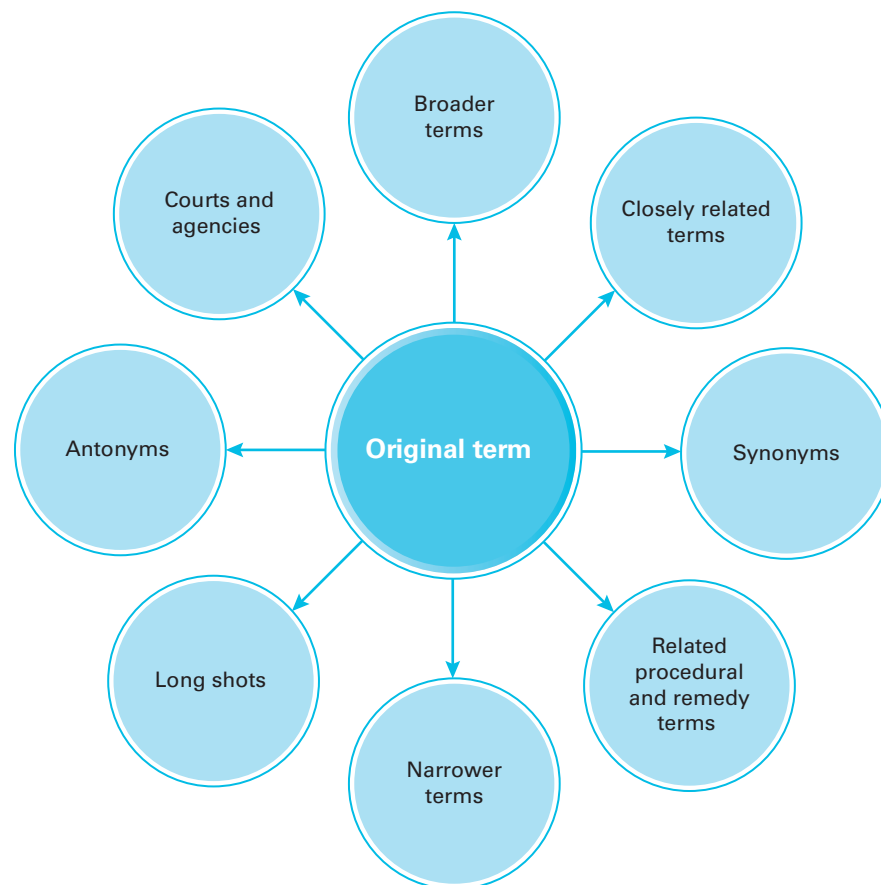 Broader
terms
Courts and
agencies
Closely related
terms
Antonyms
Original term
Synonyms
Long shots
Related
procedural
and remedy
terms
Narrower
terms